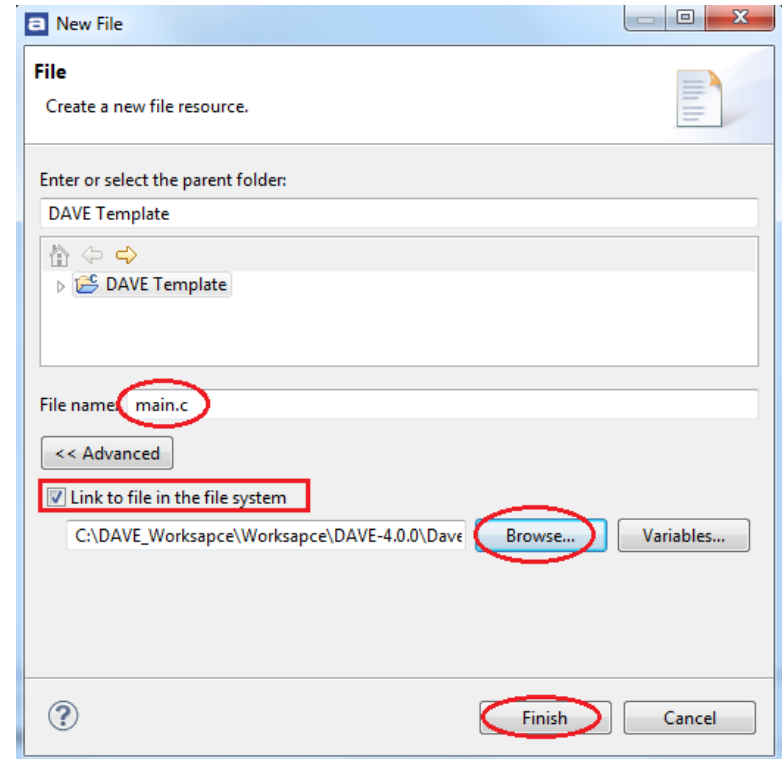 New File
File
Create a new file resource.
Enter or select the parent folder:
DAVE Template
DAVE Template
File name: main.c
<< Advanced
Link to file in the file system
C:\DAVE_Worksapce\Worksapce\DAVE-4.0.0\Dave Browse... Variables...
Finish Cancel